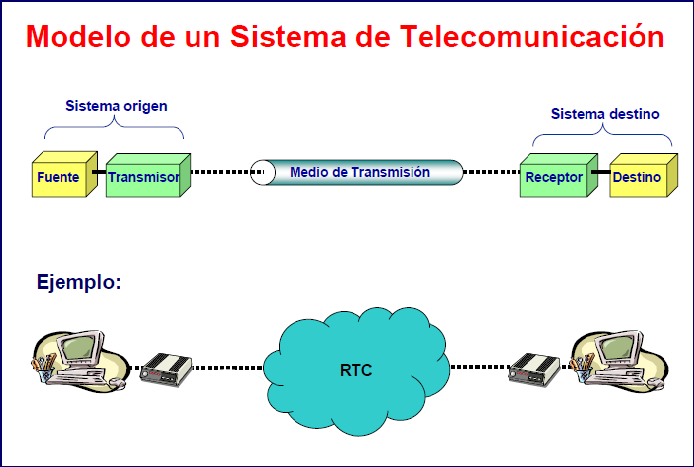 Modelo de un Sistema de Telecomunicación
Sistema origen
Sistema destino
Fuente
Transmisor
Medio de Transmisión
Receptor
Destino
Ejemplo:
RTC